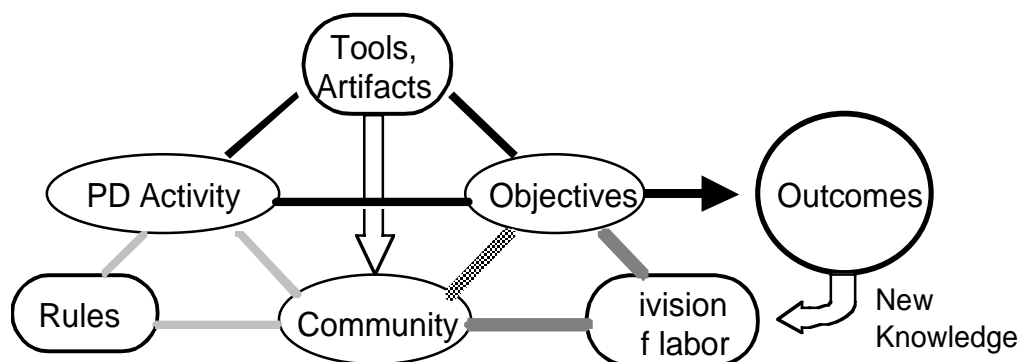 Tools,
Artifacts
PD Activity
Objectives
Outcomes
Rules
Community
ivision
f labor
New
Knowledge